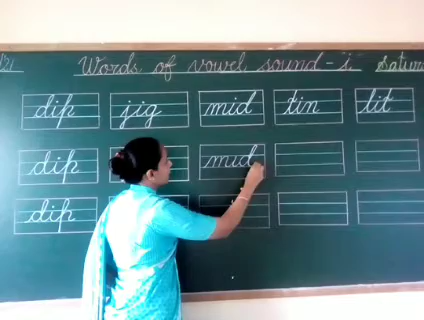 Words of vowel sound - i
dip jig mid tin lit
dip mid
dip